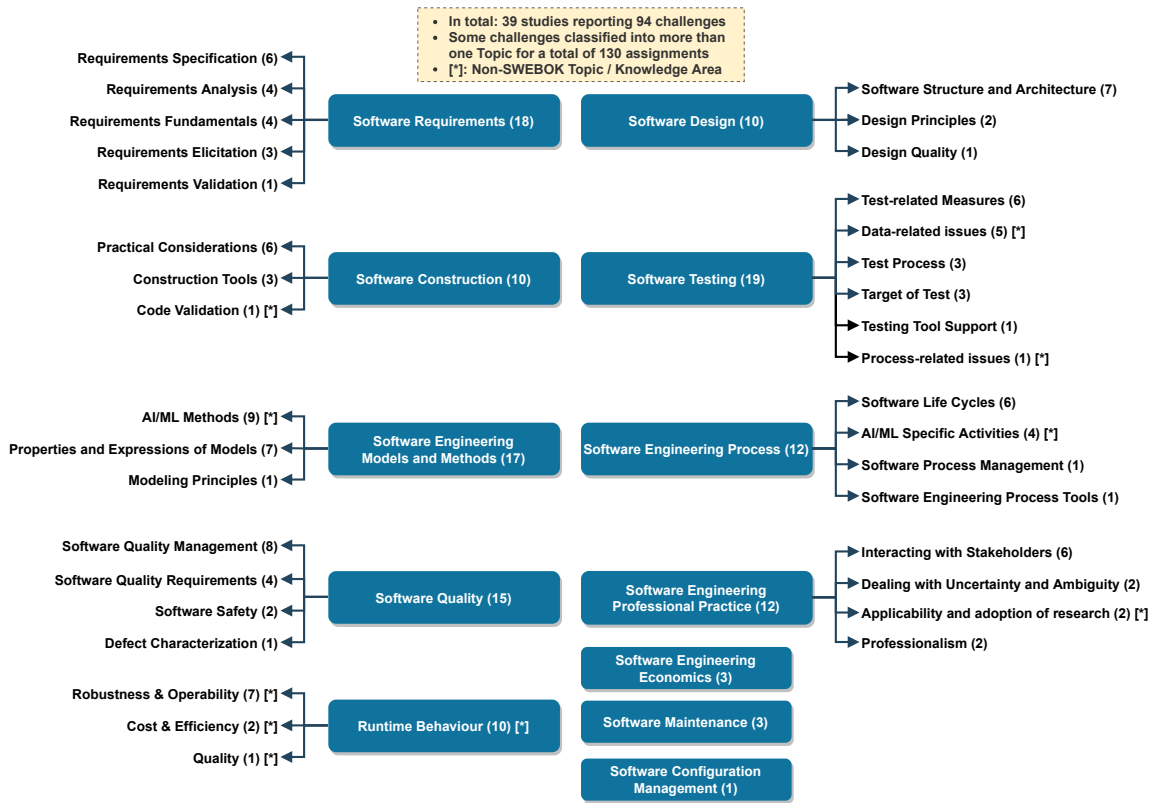 • In total: 39 studies reporting 94 challenges
• Some challenges classified into more
than one Topic for a total of 130 assignments
• [*]: Non-SWEBOK Topic / Knowledge Area
Requirements Specification (6)
Requirements Analysis (4)
Requirements Fundamentals (4)
Requirements Elicitation (3)
Requirements Validation (1)
Software Requirements (18)
Software Design (10)
Software Structure and Architecture (7)
Design Principles (2)
Design Quality (1)
Practical Considerations (6)
Construction Tools (3)
Code Validation (1) [*]
Software Construction (10)
Software Testing (19)
Test-related Measures (6)
Data-related issues (5) [*]
Test Process (3)
Target of Test (3)
Testing Tool Support (1)
Process-related issues (1) [*]
AI/ML Methods (9) [*]
Properties and Expressions of Models (7)
Modeling Principles (1)
Software Engineering
Models and Methods (17)
Software Engineering Process (12)
Software Life Cycles (6)
AI/ML Specific Activities (4) [*]
Software Process Management (1)
Software Engineering Process Tools (1)
Software Quality Management (8)
Software Quality Requirements (4)
Software Safety (2)
Defect Characterization (1)
Software Quality (15)
Software Engineering
Professional Practice (12)
Interacting with Stakeholders (6)
Dealing with Uncertainty and Ambiguity (2)
Applicability and adoption of research (2) [*]
Professionalism (2)
Robustness & Operability (7) [*]
Cost & Efficiency (2) [*]
Quality (1) [*]
Runtime Behaviour (10) [*]
Software Engineering
Economics (3)
Software Maintenance (3)
Software Configuration
Management (1)